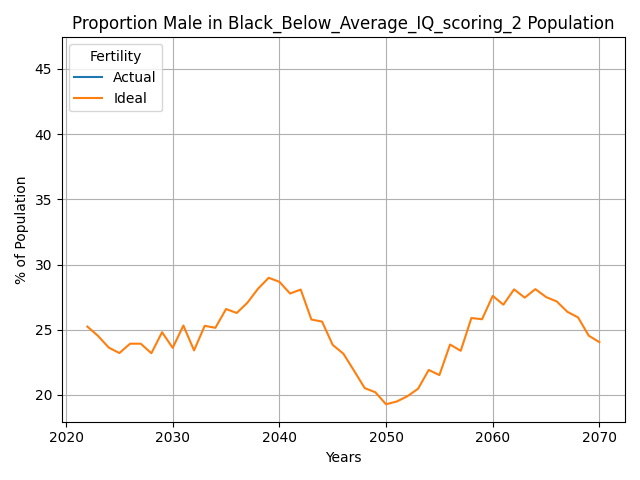 Proportion Male in Black_Below_Average_IQ_scoring_2 Population
Fertility
Actual
Ideal
45
40
35
30
25
20
% of Population
2020 2030 2040 2050 2060 2070
Years